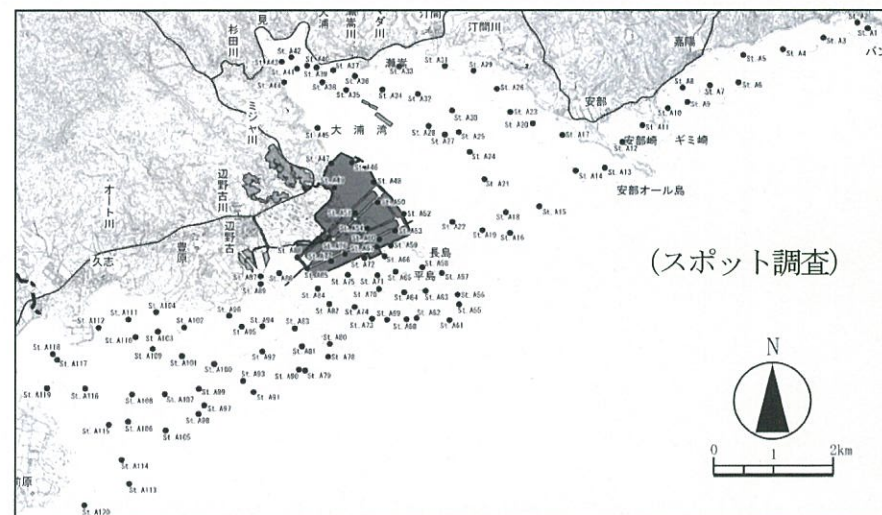 杉田川
見
大浦
汀間
汀間川
嘉陽
瀬嵩
St. A42
St. A37
St. A33
St. A31
St. A29
St. A36
St. A35
St. A34
St. A32
St. A26
安部
St. A1
St. A3
St. A4
St. A5
St. A6
St. A7
St. A8
St. A9
St. A10
St. A11
St. A12
安部崎
ギミ崎
St. A13
St. A14
安部オール島
St. A15
St. A16
St. A17
St. A18
St. A19
St. A20
St. A21
St. A22
St. A23
St. A24
St. A25
St. A27
St. A28
St. A30
大浦湾
ミジャ川
St. A45
St. A46
St. A47
St. A49
St. A50
St. A52
St. A53
辺野古川
辺野古
オート川
豊原
久志
長島
平島
St. A55
St. A56
St. A57
St. A58
St. A59
St. A61
St. A62
St. A63
St. A64
St. A65
St. A66
St. A68
St. A69
St. A70
St. A71
St. A72
St. A73
St. A74
St. A75
St. A78
St. A79
St. A80
St. A81
St. A82
St. A83
St. A84
St. A85
St. A86
St. A87
St. A89
St. A90
St. A91
St. A92
St. A93
St. A94
St. A95
St. A96
St. A97
St. A98
St. A99
St. A100
St. A101
St. A102
St. A103
St. A104
St. A105
St. A106
St. A107
St. A108
St. A109
St. A110
St. A111
St. A112
St. A113
St. A114
St. A115
St. A116
St. A117
St. A118
St. A119
St. A120
(スポット調査)
N
0 1 2km